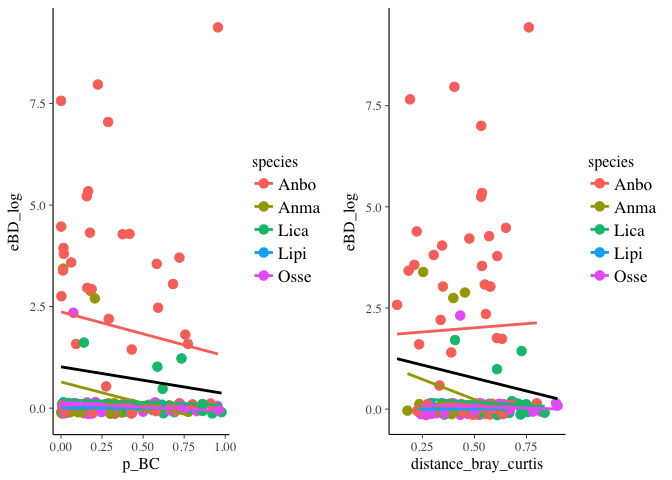 eBD_log
7.5
5.0
2.5
0.0
0.00
0.25
0.50
0.75
1.00
p_BC
species
Anbo
Anma
Lica
Lipi
Osse
eBD_log
7.5
5.0
2.5
0.0
0.25
0.50
0.75
distance_bray_curtis
species
Anbo
Anma
Lica
Lipi
Osse